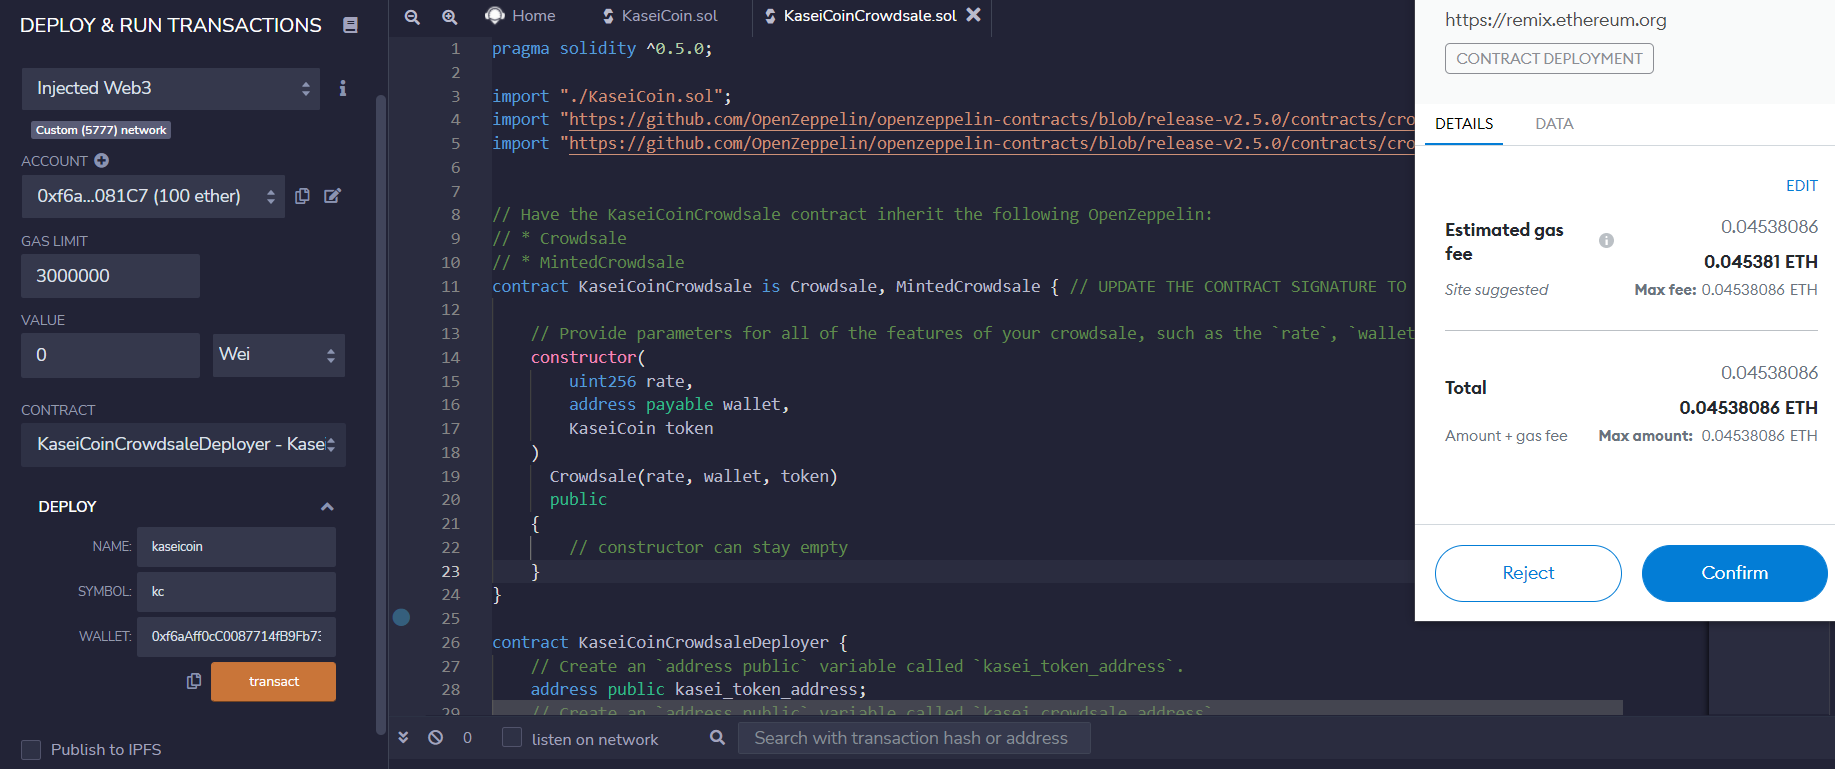 DEPLOY & RUN TRANSACTIONS
Injected Web3
Custom (5777) network
ACCOUNT
0xf6a...081C7 (100 ether)
GAS LIMIT
3000000
VALUE
0
Wei
CONTRACT
KaseiCoinCrowdsaleDeployer - Kasei
DEPLOY
NAME: kaseicoin
SYMBOL: kc
WALLET: 0xf6aAff0cC0087714fB9Fb73
transact
Publish to IPFS
Home
KaseiCoin.sol
KaseiCoinCrowdsale.sol
1 pragma solidity ^0.5.0;
2
3 import "./KaseiCoin.sol";
4 import "https://github.com/OpenZeppelin/openzeppelin-contracts/blob/release-v2.5.0/contracts/cro
5 import "https://github.com/OpenZeppelin/openzeppelin-contracts/blob/release-v2.5.0/contracts/cro
6
7
8 // Have the KaseiCoinCrowdsale contract inherit the following OpenZeppelin:
9 // * Crowdsale
10 // * MintedCrowdsale
11 contract KaseiCoinCrowdsale is Crowdsale, MintedCrowdsale { // UPDATE THE CONTRACT SIGNATURE TO
12
13 // Provide parameters for all of the features of your crowdsale, such as the `rate`, `wallet
14 constructor(
15 uint256 rate,
16 address payable wallet,
17 KaseiCoin token
18 )
19 Crowdsale(rate, wallet, token)
20 public
21 {
22 // constructor can stay empty
23 }
24 }
25
26 contract KaseiCoinCrowdsaleDeployer {
27 // Create an `address public` variable called `kasei_token_address`.
28 address public kasei_token_address;
29 // Create an `address public` variable called `kasei_crowdsale_address`
0
listen on network
Search with transaction hash or address
https://remix.ethereum.org
CONTRACT DEPLOYMENT
DETAILS
DATA
EDIT
Estimated gas fee
0.04538086
0.045381 ETH
Site suggested
Max fee: 0.04538086 ETH
Total
0.04538086
0.04538086 ETH
Amount + gas fee
Max amount: 0.04538086 ETH
Reject
Confirm